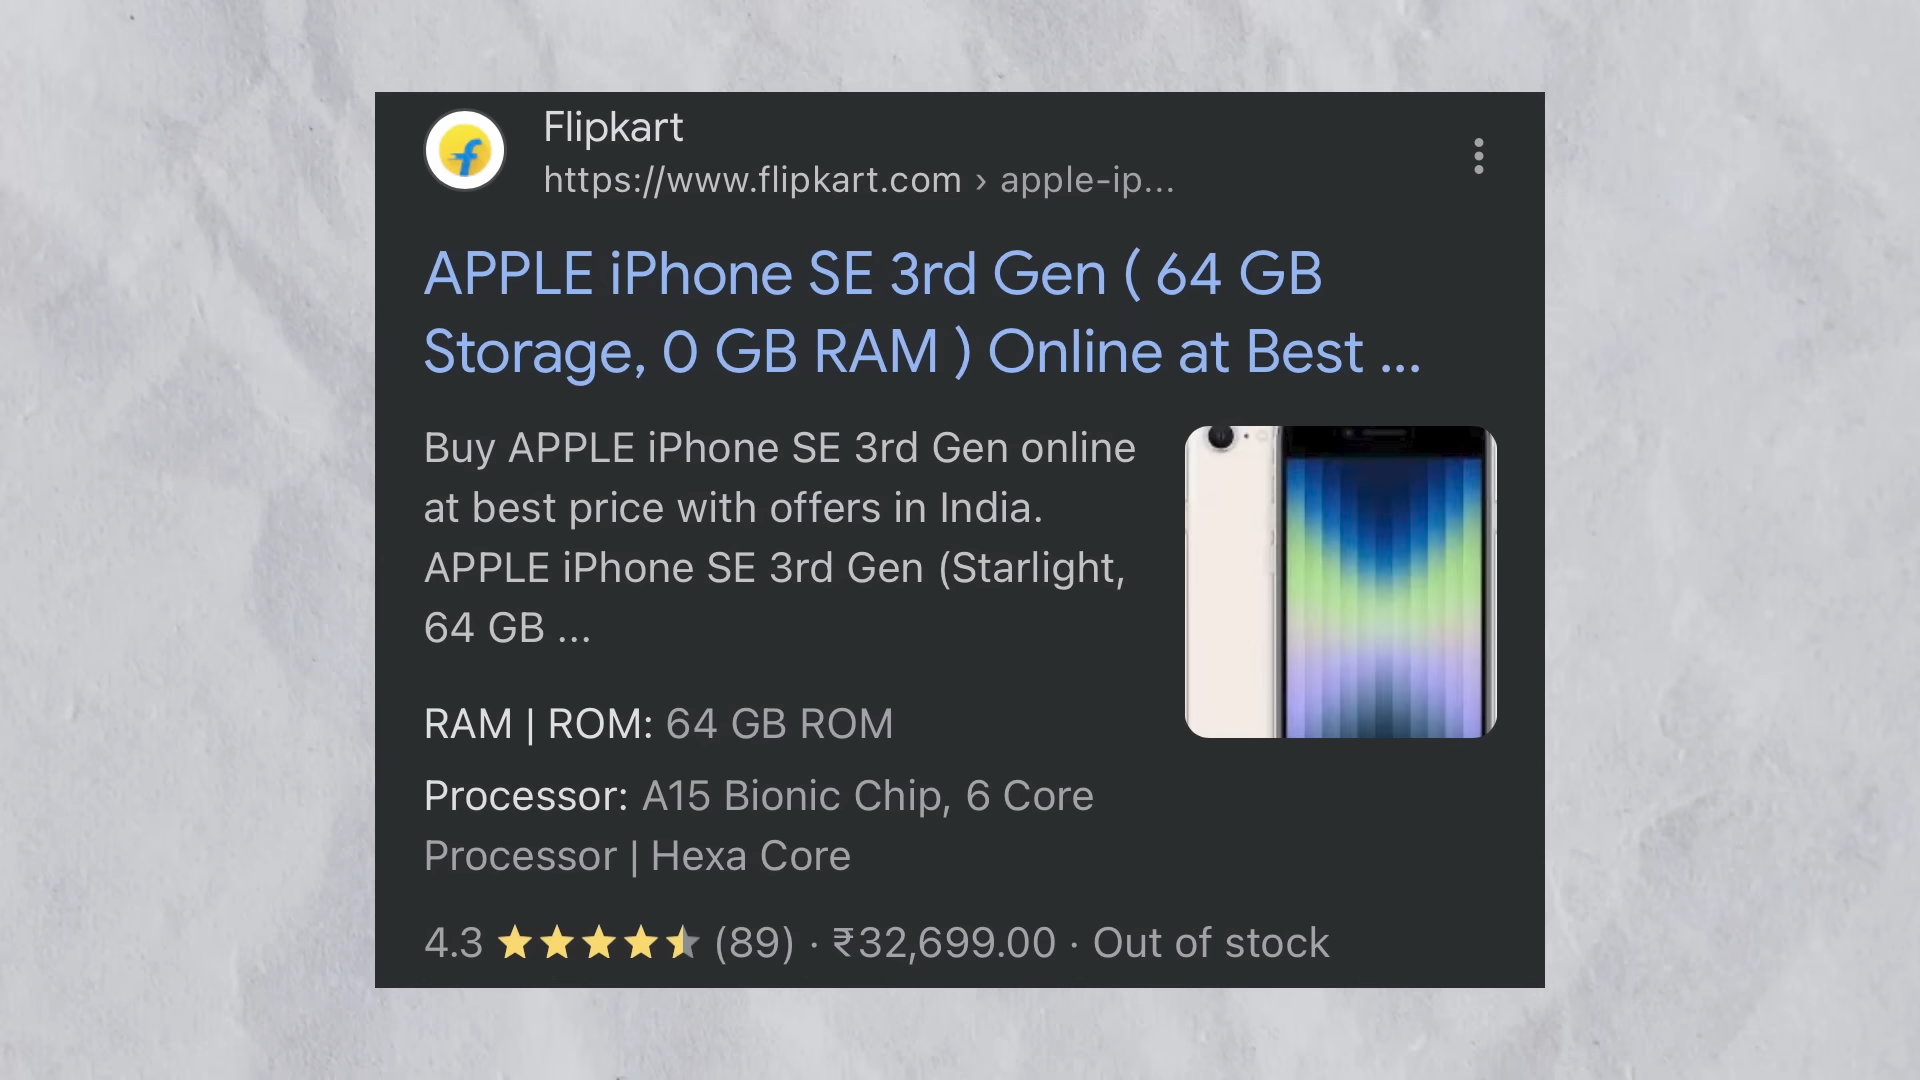 Flipkart
https://www.flipkart.com › apple-ip...
APPLE iPhone SE 3rd Gen ( 64 GB
Storage, 0 GB RAM ) Online at Best ...
Buy APPLE iPhone SE 3rd Gen online
at best price with offers in India.
APPLE iPhone SE 3rd Gen (Starlight,
64 GB ...
RAM | ROM: 64 GB ROM
Processor: A15 Bionic Chip, 6 Core
Processor | Hexa Core
4.3 ★★★★⯨ (89) · ₹32,699.00 · Out of stock